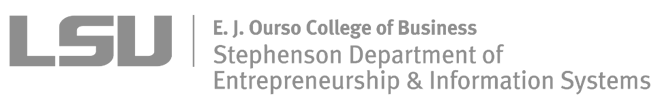 LSU
E. J. Ourso College of Business
Stephenson Department of
Entrepreneurship & Information Systems